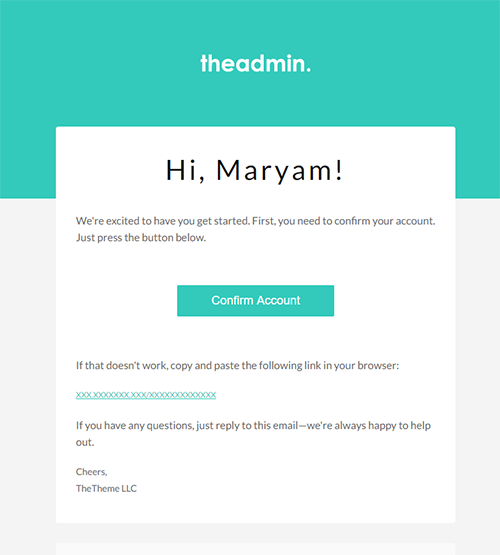 theadmin.
Hi, Maryam!
We're excited to have you get started. First, you need to confirm your account.
Just press the button below.
Confirm Account
If that doesn't work, copy and paste the following link in your browser:
XXX.XXXXXXX.XXX/XXXXXXXXXXXXX
If you have any questions, just reply to this email—we're always happy to help
out.
Cheers,
TheTheme LLC